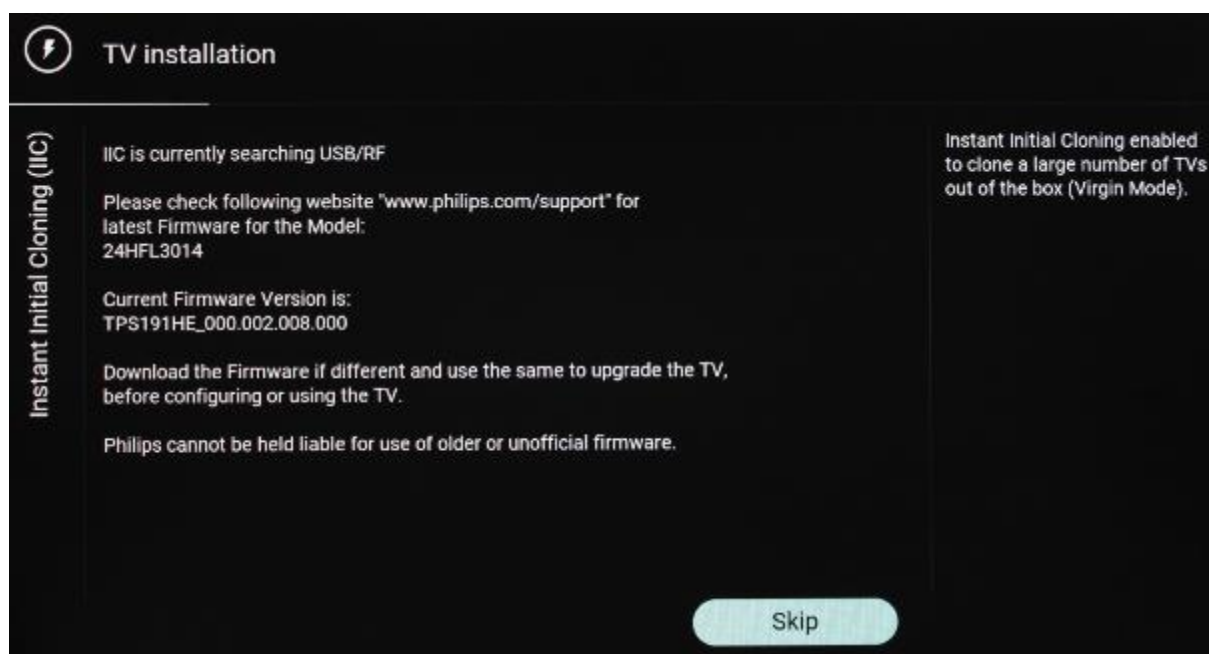 TV installation
Instant Initial Cloning (IIC)
IIC is currently searching USB/RF
Please check following website "www.philips.com/support" for
latest Firmware for the Model:
24HFL3014
Current Firmware Version is:
TPS191HE_000.002.008.000
Download the Firmware if different and use the same to upgrade the TV,
before configuring or using the TV.
Philips cannot be held liable for use of older or unofficial firmware.
Instant Initial Cloning enabled
to clone a large number of TVs
out of the box (Virgin Mode).
Skip